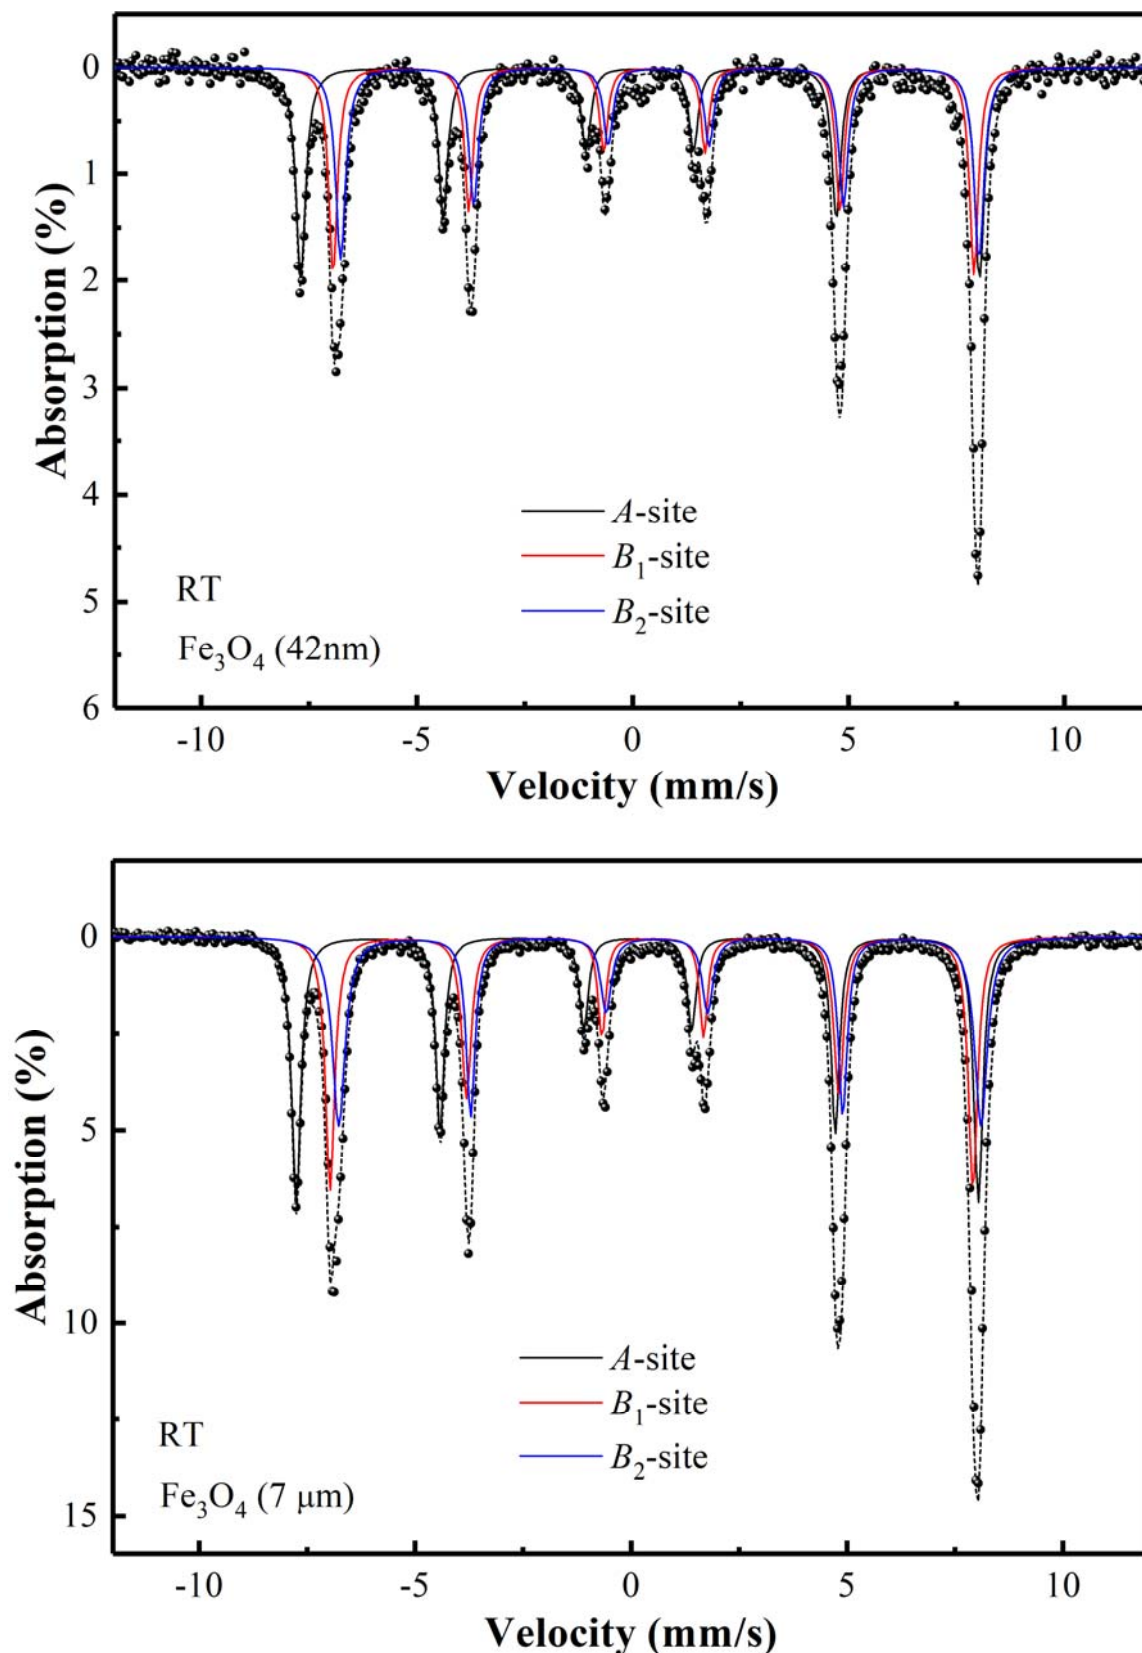 0
1
2
3
4
5
6
Absorption (%)
A-site
B₁-site
B₂-site
RT
Fe₃O₄ (42nm)
-10
-5
0
5
10
Velocity (mm/s)
0
5
10
15
Absorption (%)
A-site
B₁-site
B₂-site
RT
Fe₃O₄ (7 μm)
-10
-5
0
5
10
Velocity (mm/s)